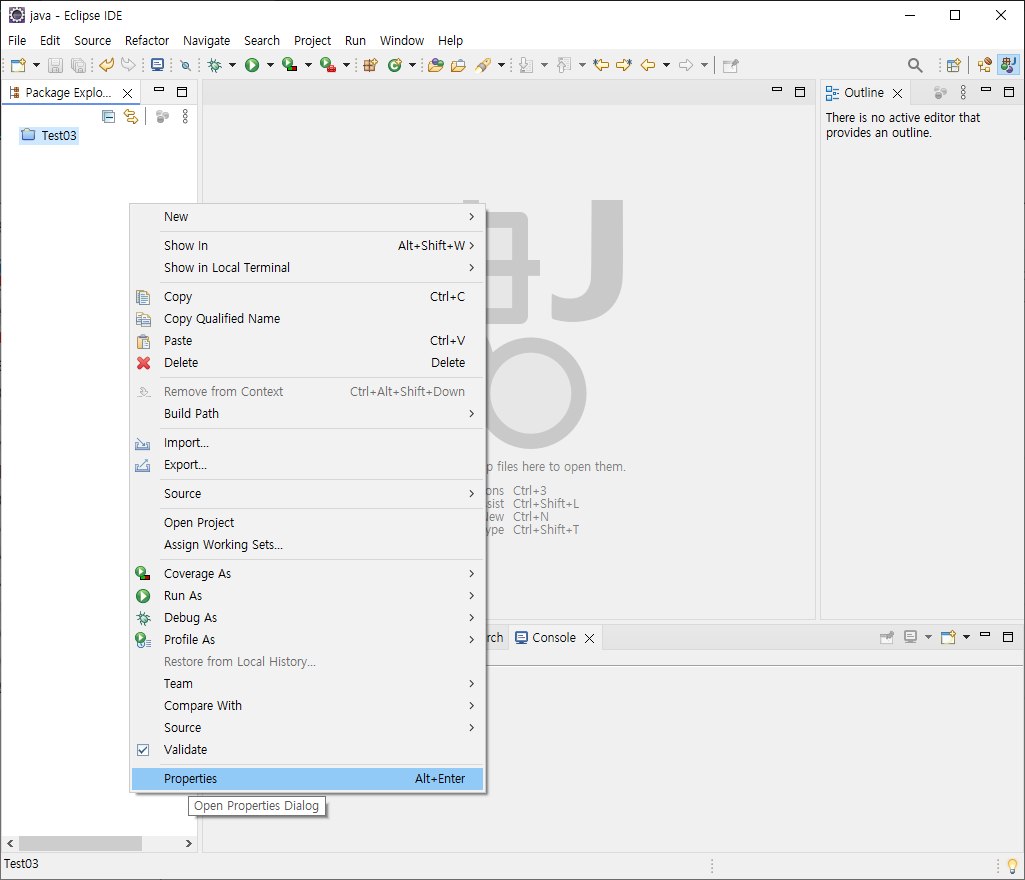 java - Eclipse IDE
File Edit Source Refactor Navigate Search Project Run Window Help
Package Explo...
Outline
Test03
There is no active editor that
provides an outline.
New
Show In Alt+Shift+W
Show in Local Terminal
Copy Ctrl+C
Copy Qualified Name
Paste Ctrl+V
Delete Delete
Remove from Context Ctrl+Alt+Shift+Down
Build Path
Import...
Export...
Source
Open Project
Assign Working Sets...
Coverage As
Run As
Debug As
Profile As
Restore from Local History...
Team
Compare With
Source
Validate
Properties Alt+Enter
Open Properties Dialog
J
p files here to open them.
ons Ctrl+3
sist Ctrl+Shift+L
Ctrl+N
ype Ctrl+Shift+T
rch
Console
Test03